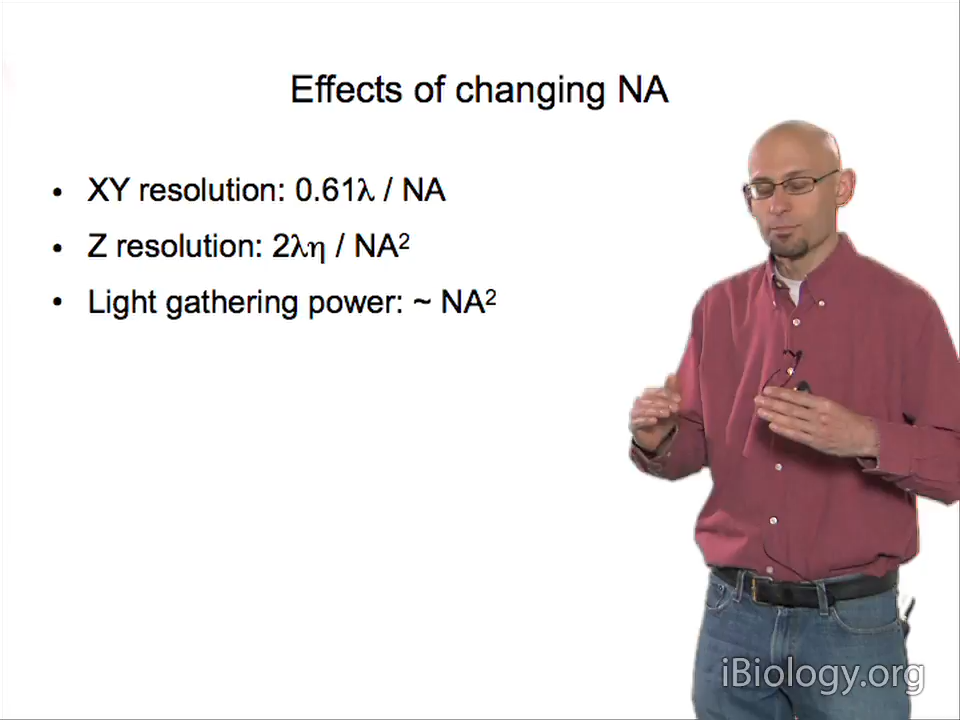 Effects of changing NA
• XY resolution: 0.61λ / NA
• Z resolution: 2λη / NA²
• Light gathering power: ~ NA²
iBiology.org